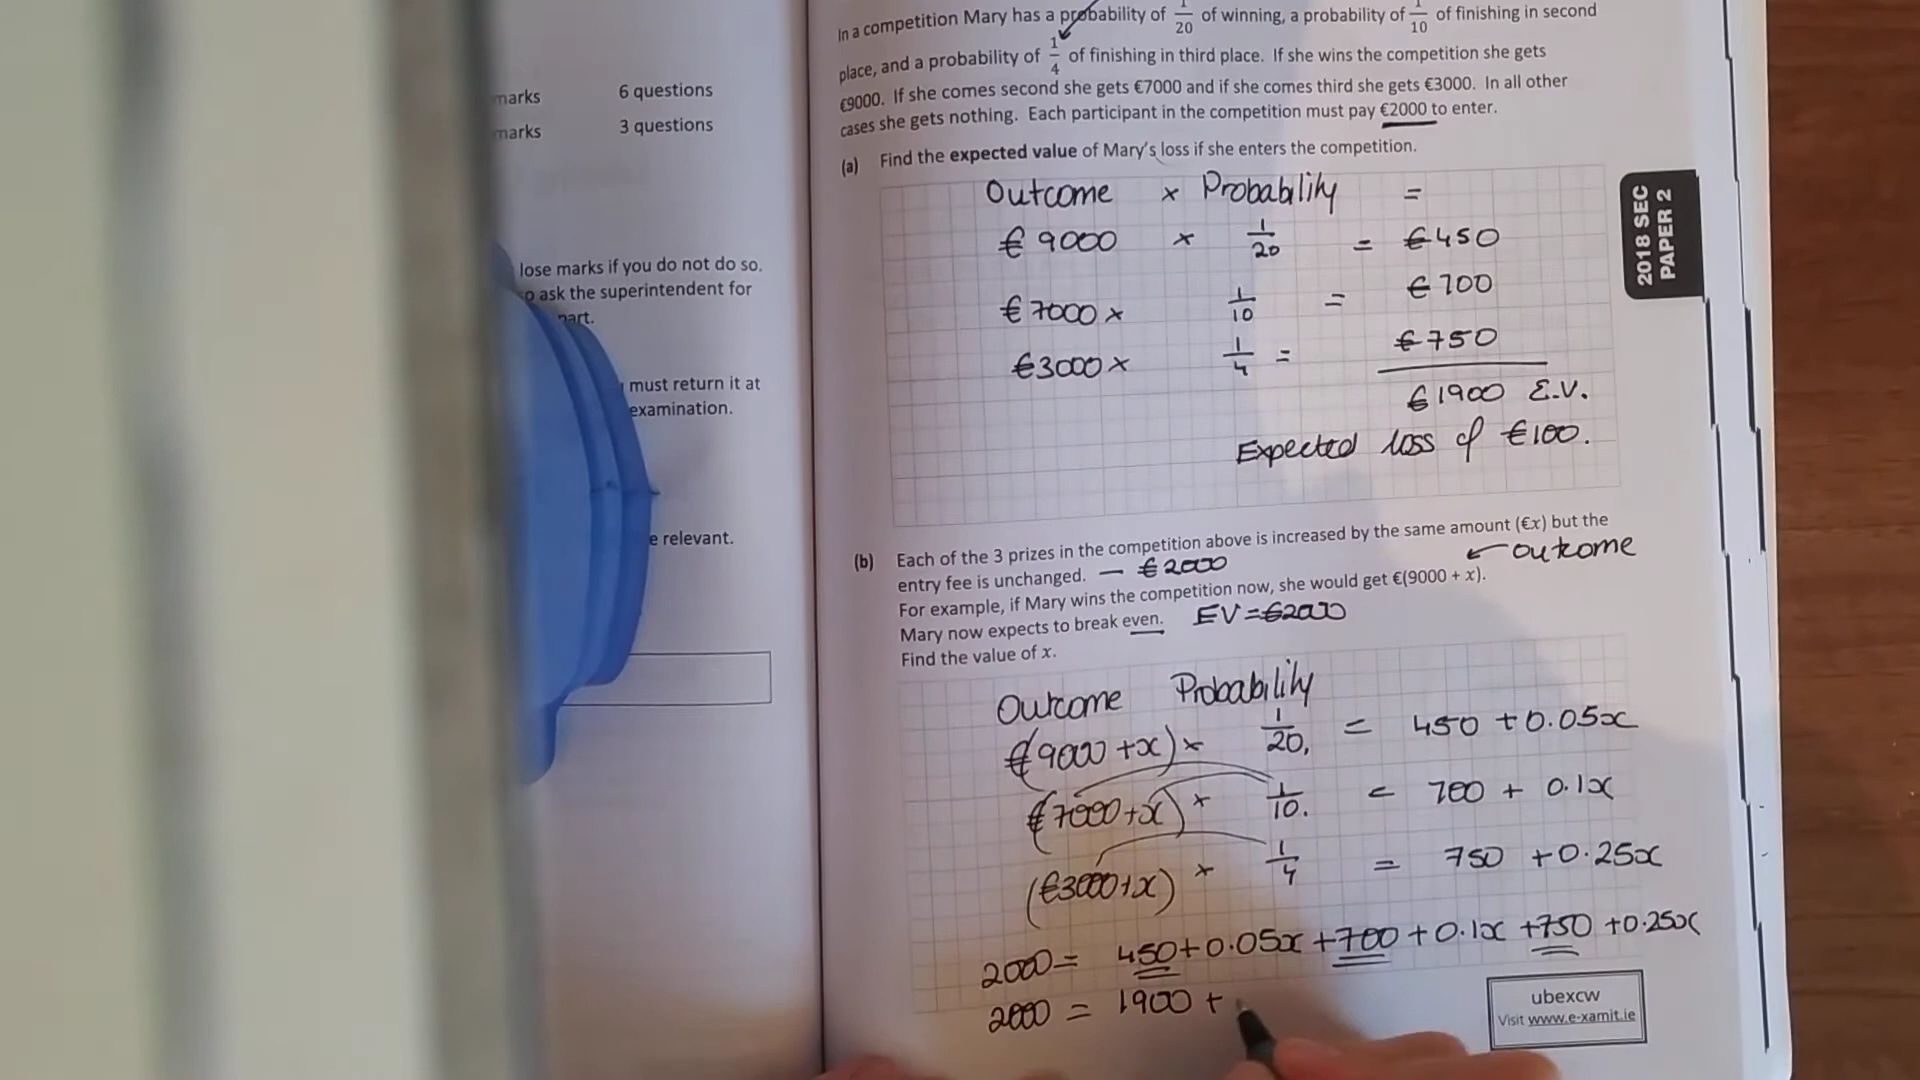 marks 6 questions
marks 3 questions
lose marks if you do not do so.
ask the superintendent for
part.
must return it at
examination.
e relevant.
In a competition Mary has a probability of 1/20 of winning, a probability of 1/10 of finishing in second
place, and a probability of 1/4 of finishing in third place. If she wins the competition she gets
€9000. If she comes second she gets €7000 and if she comes third she gets €3000. In all other
cases she gets nothing. Each participant in the competition must pay €2000 to enter.
(a) Find the expected value of Mary's loss if she enters the competition.
Outcome × Probability =
€ 9000 × 1/20 = €450
€ 7000 × 1/10 = €700
€3000 × 1/4 = €750
€1900 E.V.
Expected loss of €100.
2018 SEC
PAPER 2
(b) Each of the 3 prizes in the competition above is increased by the same amount (€x) but the
entry fee is unchanged. — €2000 ← outcome
For example, if Mary wins the competition now, she would get €(9000 + x).
Mary now expects to break even. EV = €2000
Find the value of x.
Outcome Probability
€(9000 + x) × 1/20. = 450 + 0.05x
€(7000 + x) × 1/10. = 700 + 0.1x
(€3000 + x) × 1/4 = 750 + 0.25x
2000 = 450 + 0.05x + 700 + 0.1x + 750 + 0.25x
2000 = 1900 +
ubexcw
Visit www.e-xamit.ie